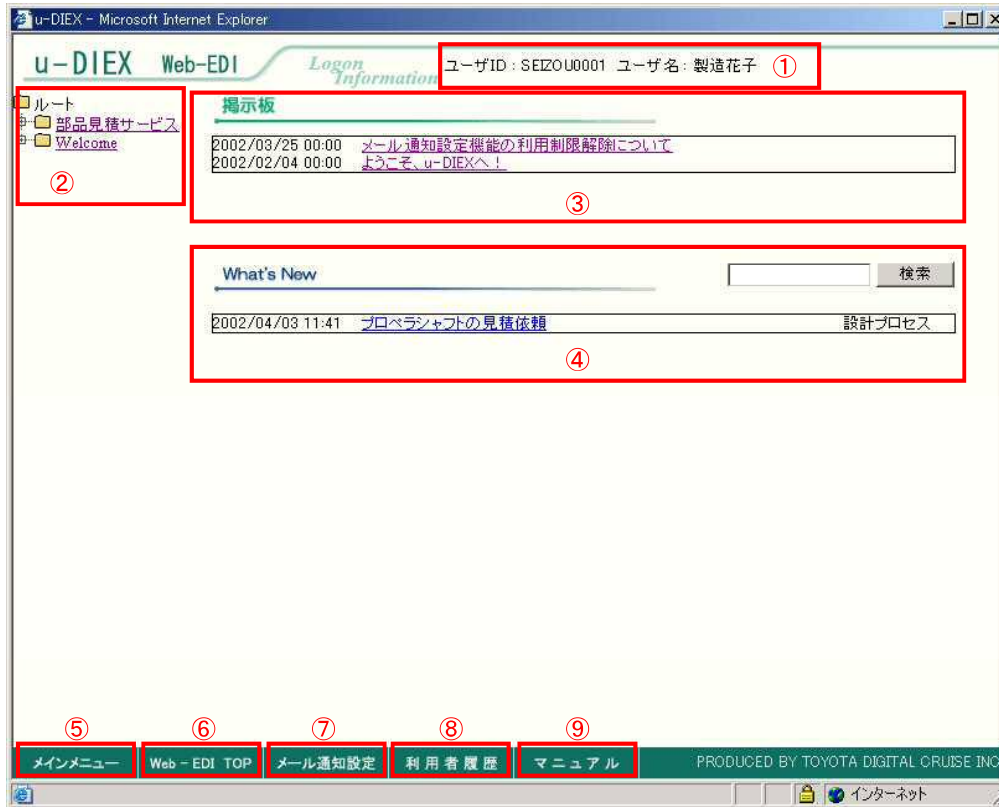 u-DIEX - Microsoft Internet Explorer
u-DIEX Web-EDI Logon Information ユーザID : SEIZOU0001 ユーザ名 : 製造花子 ①
ルート
部品見積サービス
Welcome
②
掲示板
2002/03/25 00:00 メール通知設定機能の利用制限解除について
2002/02/04 00:00 ようこそ、u-DIEXへ！
③
What's New 検索
2002/04/03 11:41 プロペラシャフトの見積依頼 設計プロセス
④
⑤ ⑥ ⑦ ⑧ ⑨
メインメニュー Web - EDI TOP メール通知設定 利用者履歴 マニュアル PRODUCED BY TOYOTA DIGITAL CRUISE INC
インターネット